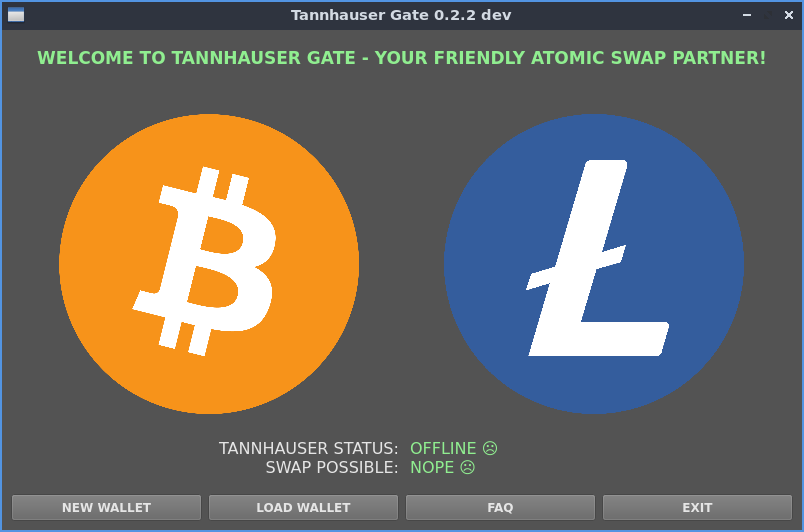 Tannhauser Gate 0.2.2 dev
WELCOME TO TANNHAUSER GATE - YOUR FRIENDLY ATOMIC SWAP PARTNER!
TANNHAUSER STATUS: OFFLINE ☹
SWAP POSSIBLE: NOPE ☹
NEW WALLET LOAD WALLET FAQ EXIT